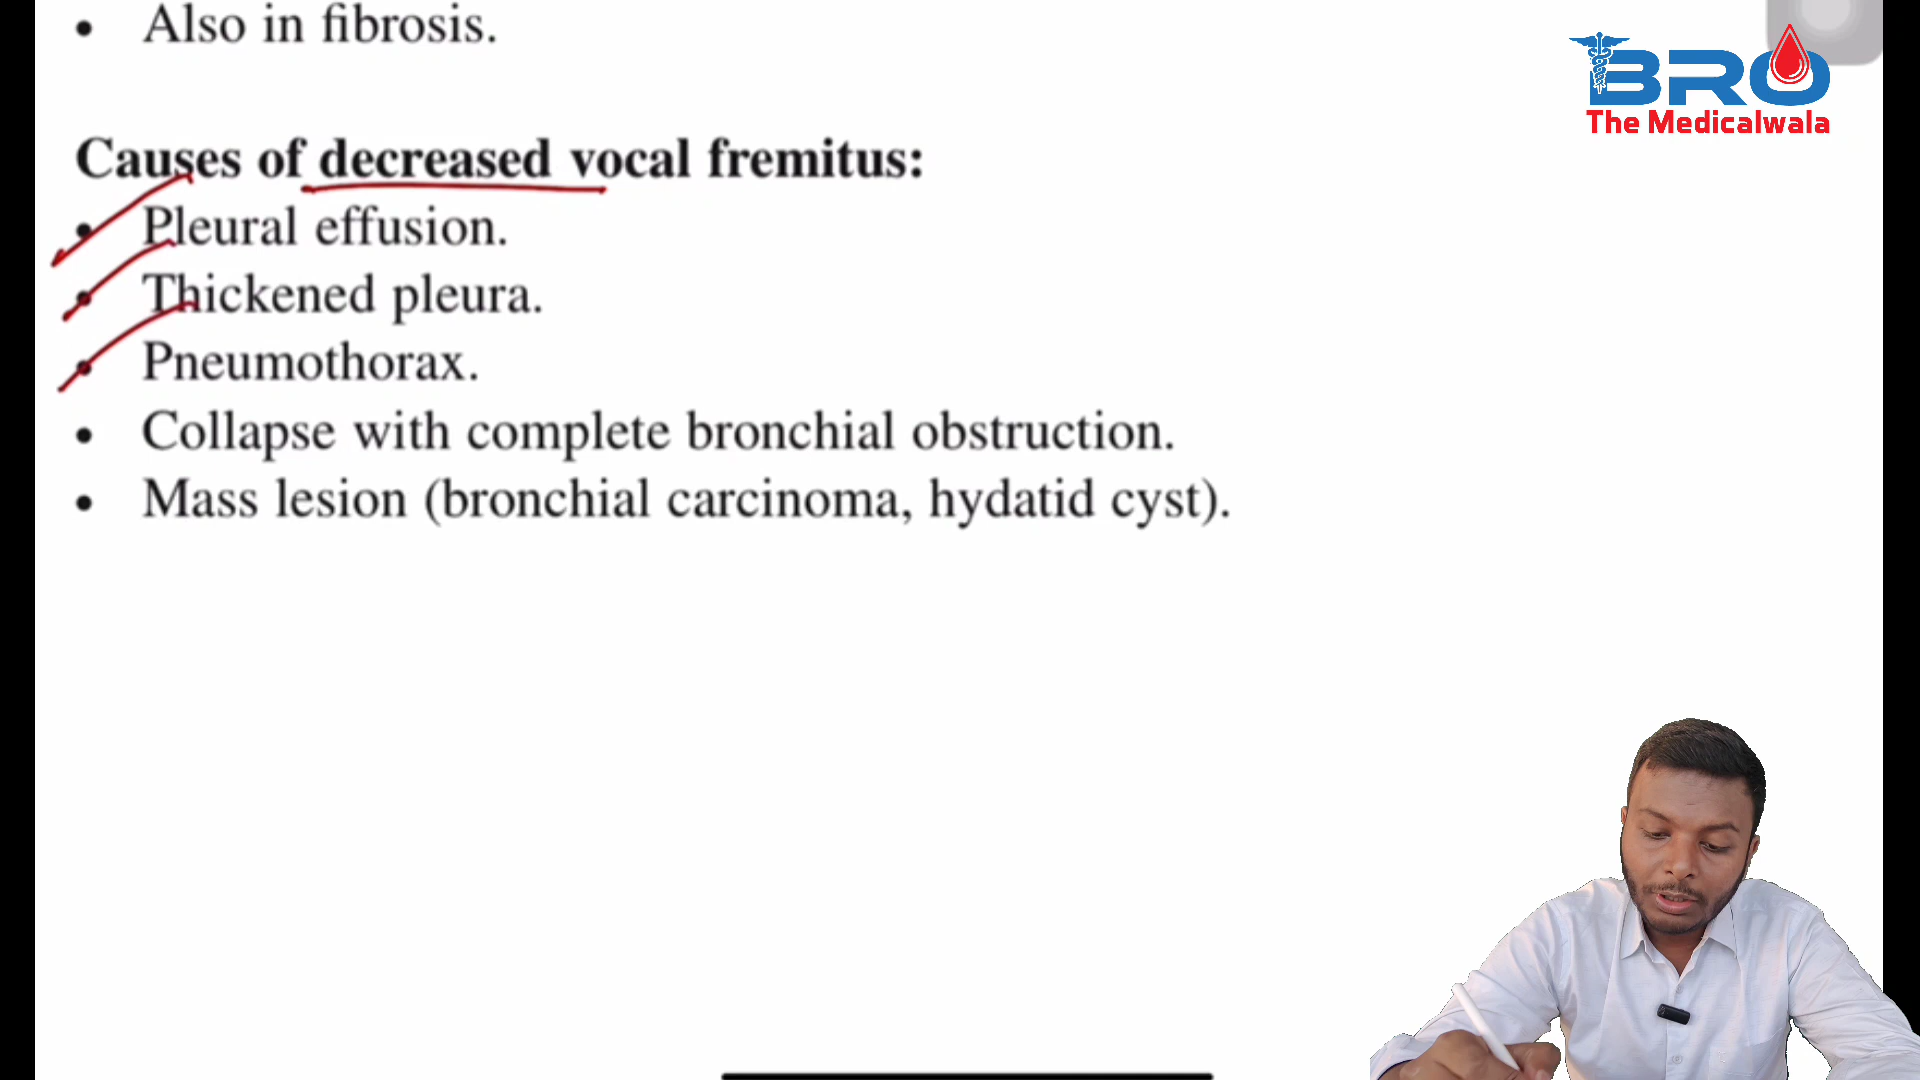 • Also in fibrosis.
BRO
The Medicalwala
Causes of decreased vocal fremitus:
• Pleural effusion.
• Thickened pleura.
• Pneumothorax.
• Collapse with complete bronchial obstruction.
• Mass lesion (bronchial carcinoma, hydatid cyst).